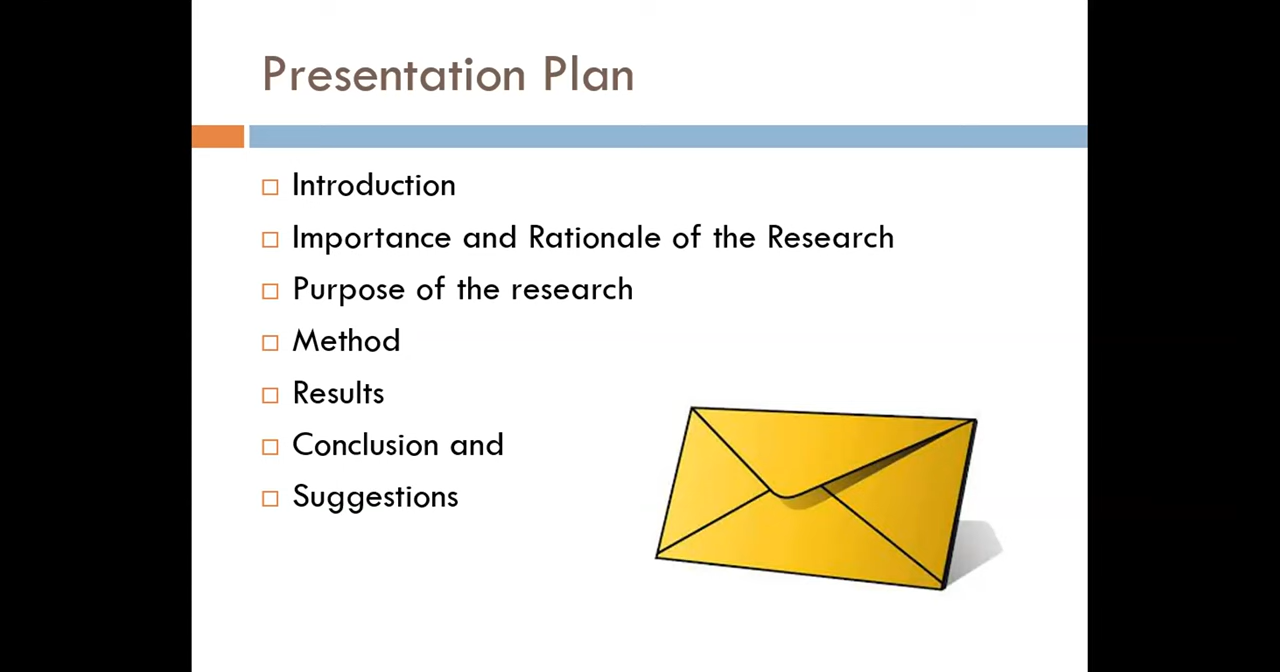 Presentation Plan
Introduction
Importance and Rationale of the Research
Purpose of the research
Method
Results
Conclusion and
Suggestions